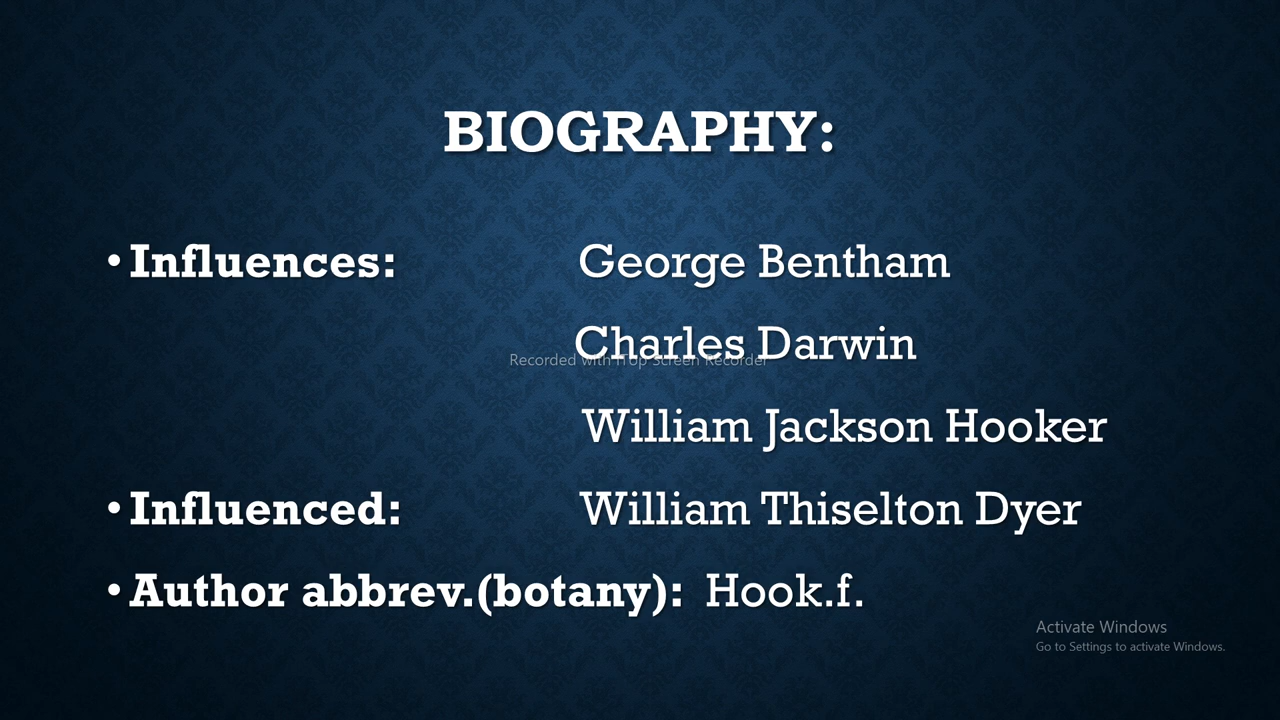 BIOGRAPHY:
• Influences: George Bentham
Charles Darwin
Recorded with iTop Screen Recorder
William Jackson Hooker
• Influenced: William Thiselton Dyer
• Author abbrev.(botany): Hook.f.
Activate Windows
Go to Settings to activate Windows.